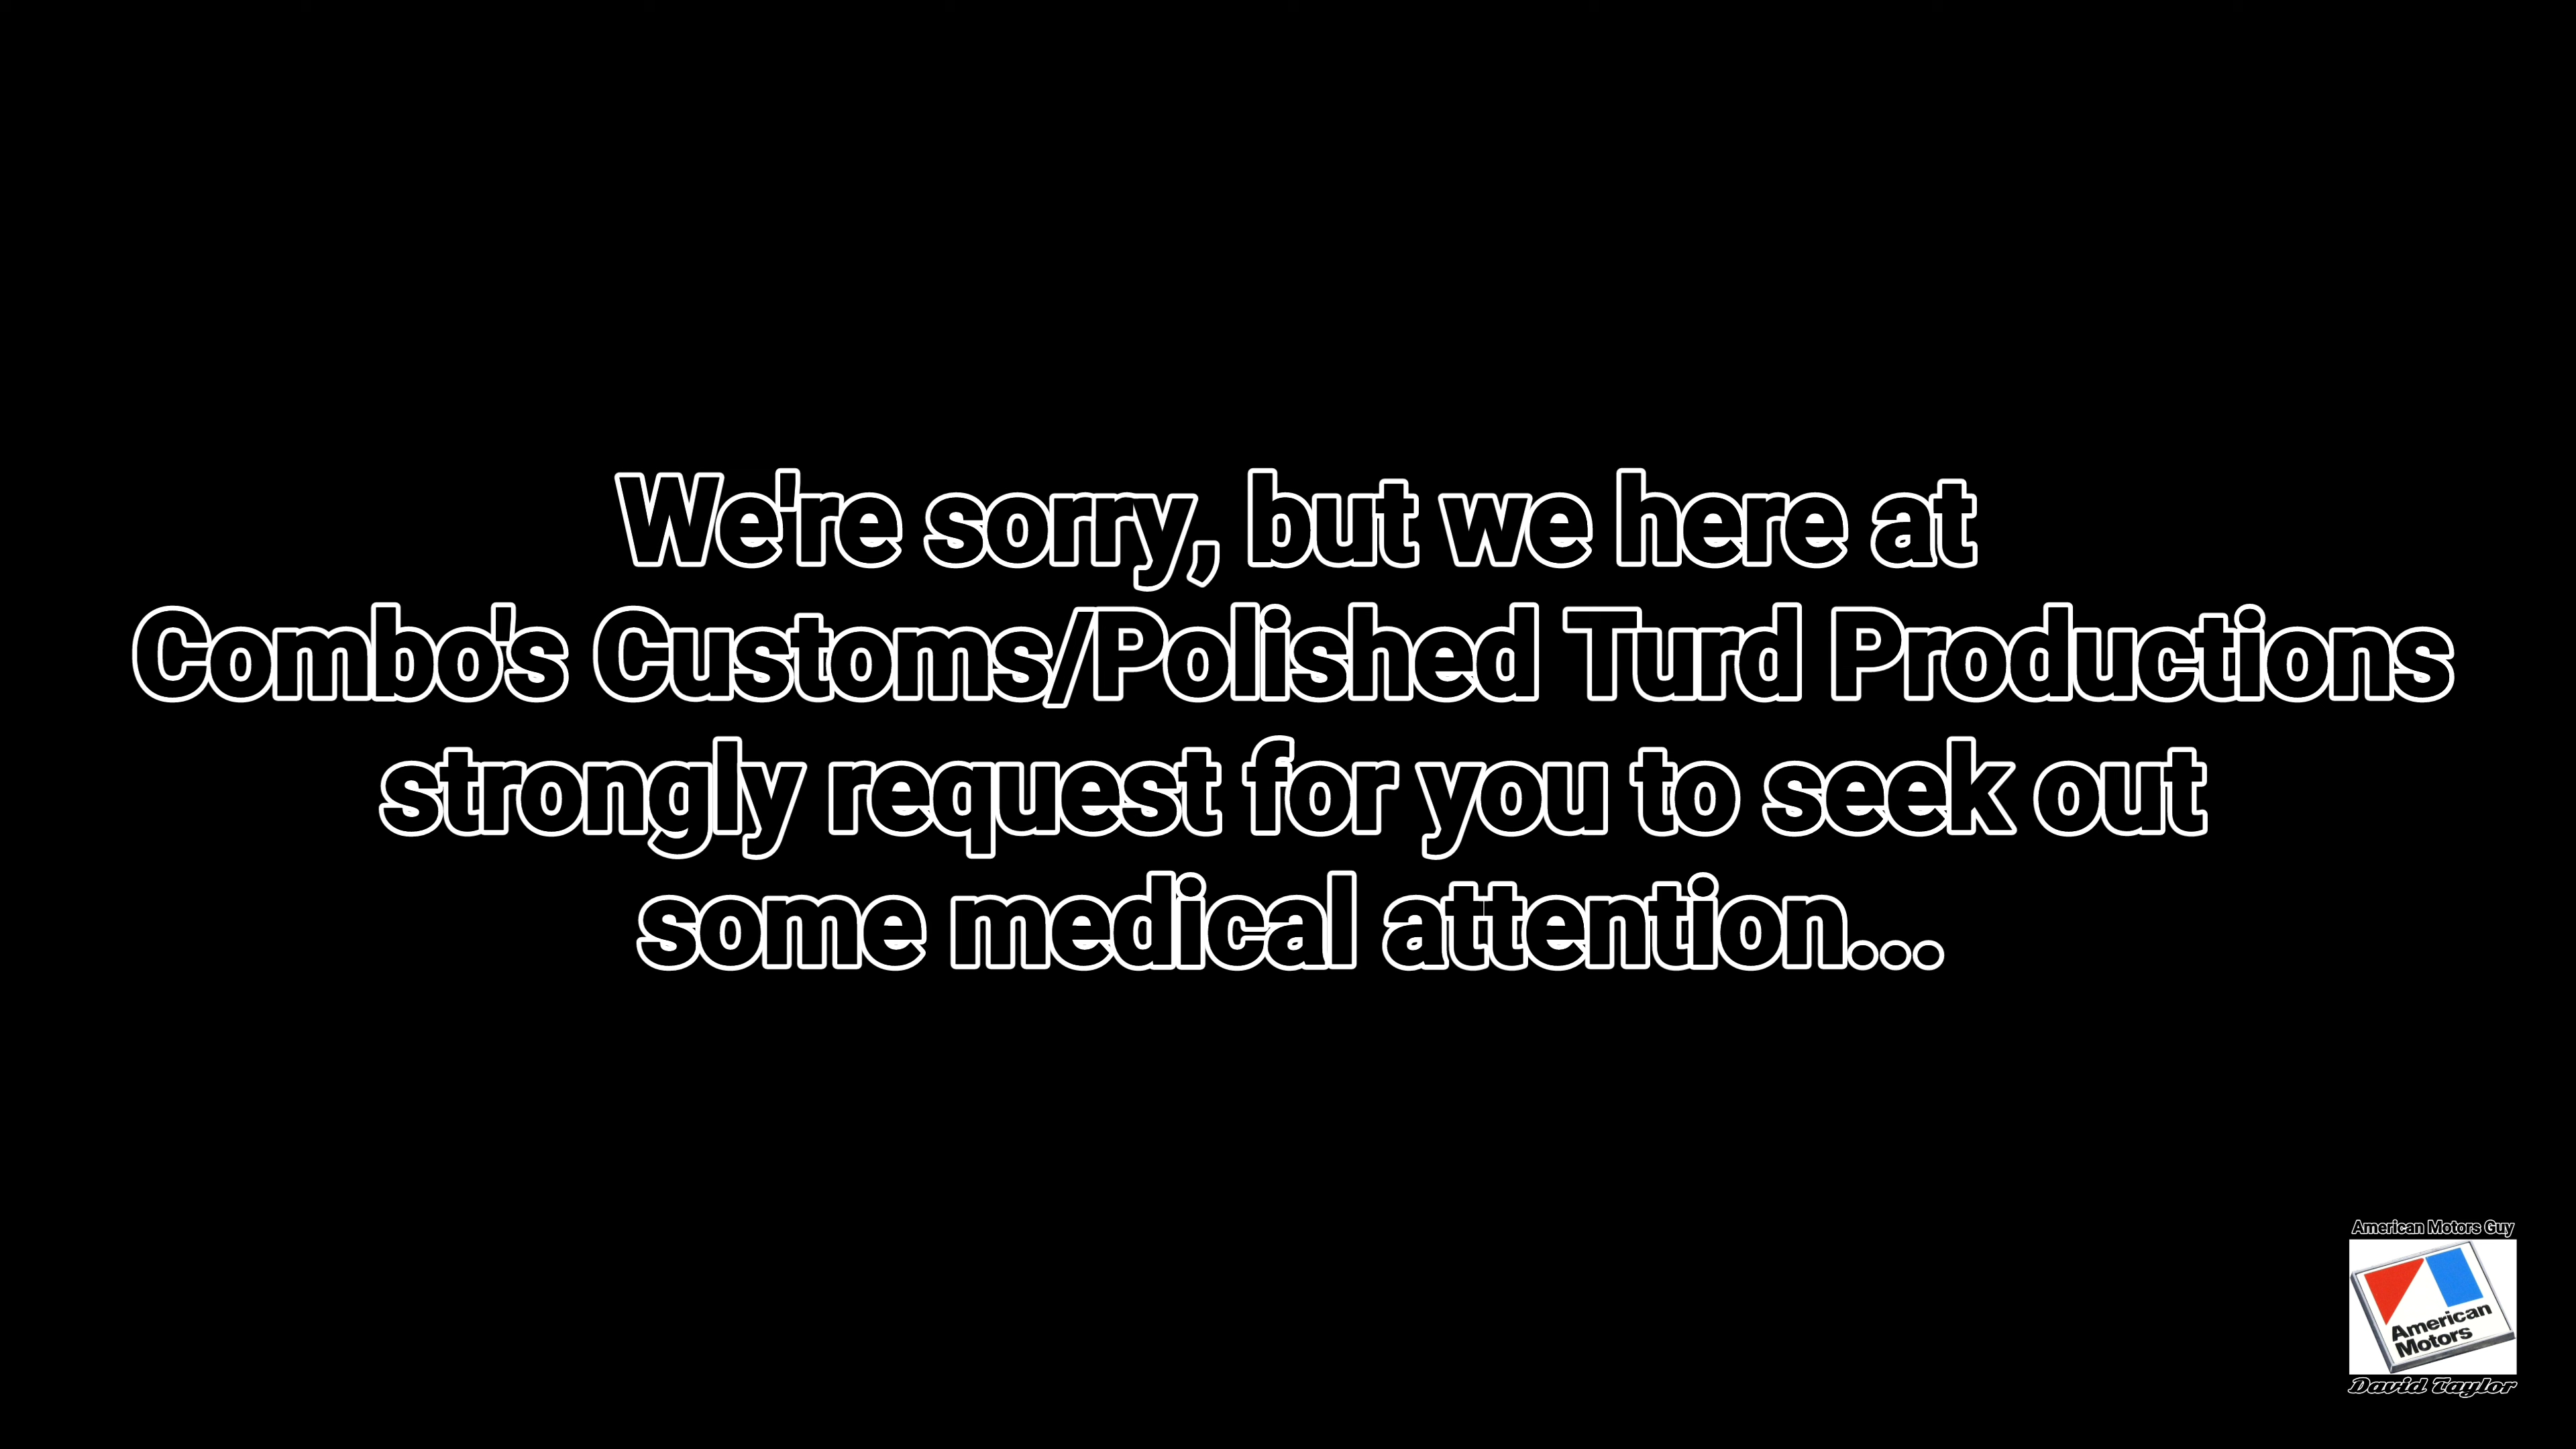 We're sorry, but we here at
Combo's Customs/Polished Turd Productions
strongly request for you to seek out
some medical attention...
American Motors Guy
American
Motors
David Taylor